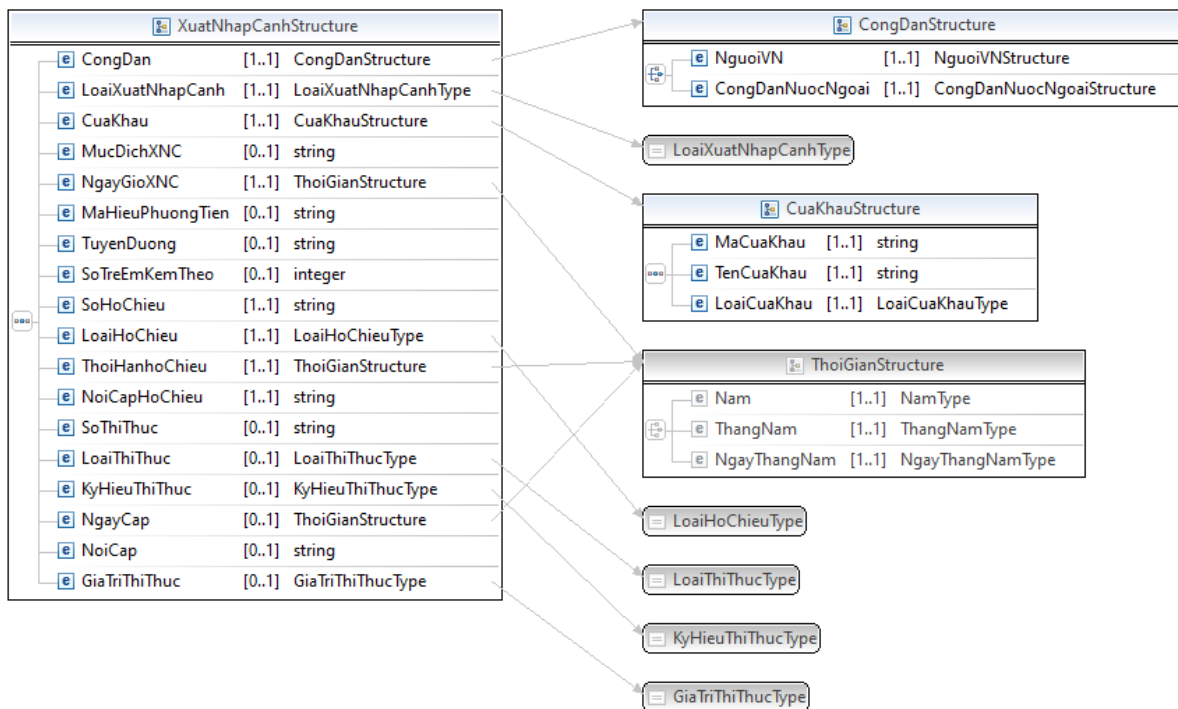 XuatNhapCanhStructure
e CongDan [1..1] CongDanStructure
e LoaiXuatNhapCanh [1..1] LoaiXuatNhapCanhType
e CuaKhau [1..1] CuaKhauStructure
e MucDichXNC [0..1] string
e NgayGioXNC [1..1] ThoiGianStructure
e MaHieuPhuongTien [0..1] string
e TuyenDuong [0..1] string
e SoTreEmKemTheo [0..1] integer
e SoHoChieu [1..1] string
e LoaiHoChieu [1..1] LoaiHoChieuType
e ThoiHanhoChieu [1..1] ThoiGianStructure
e NoiCapHoChieu [1..1] string
e SoThiThuc [0..1] string
e LoaiThiThuc [0..1] LoaiThiThucType
e KyHieuThiThuc [0..1] KyHieuThiThucType
e NgayCap [0..1] ThoiGianStructure
e NoiCap [0..1] string
e GiaTriThiThuc [0..1] GiaTriThiThucType
CongDanStructure
e NguoiVN [1..1] NguoiVNStructure
e CongDanNuocNgoai [1..1] CongDanNuocNgoaiStructure
LoaiXuatNhapCanhType
CuaKhauStructure
e MaCuaKhau [1..1] string
e TenCuaKhau [1..1] string
e LoaiCuaKhau [1..1] LoaiCuaKhauType
ThoiGianStructure
e Nam [1..1] NamType
e ThangNam [1..1] ThangNamType
e NgayThangNam [1..1] NgayThangNamType
LoaiHoChieuType
LoaiThiThucType
KyHieuThiThucType
GiaTriThiThucType